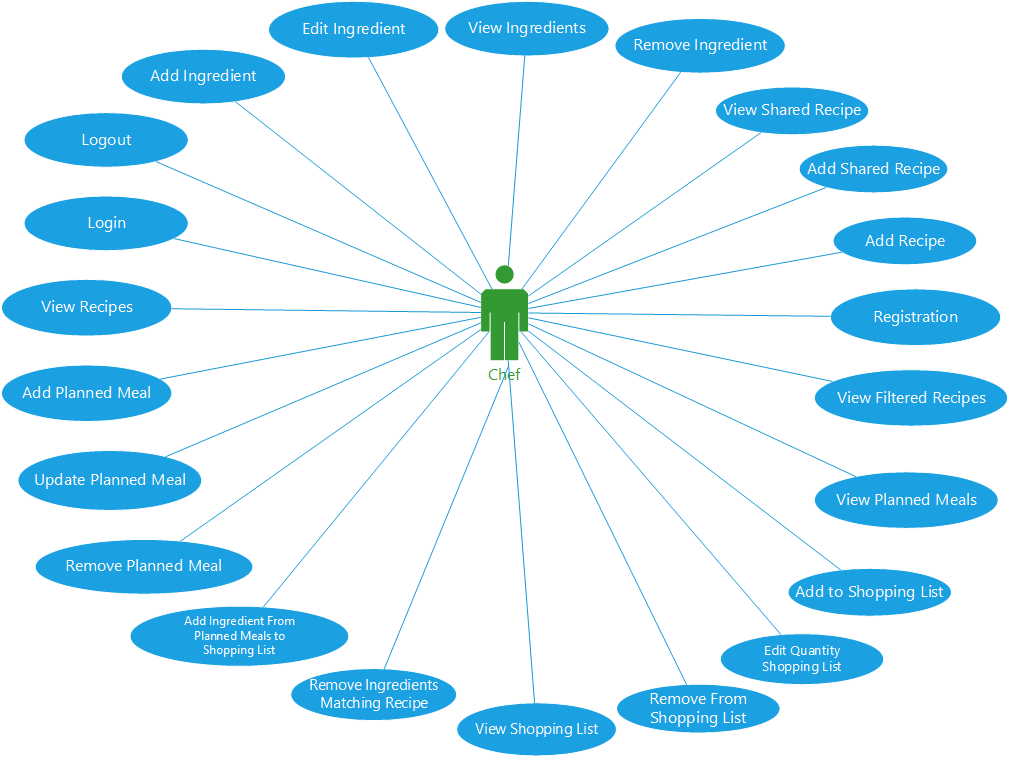 View Ingredients
Edit Ingredient
Remove Ingredient
Add Ingredient
View Shared Recipe
Logout
Add Shared Recipe
Login
Add Recipe
View Recipes
Registration
Chef
Add Planned Meal
View Filtered Recipes
Update Planned Meal
View Planned Meals
Remove Planned Meal
Add to Shopping List
Add Ingredient From
Planned Meals to
Shopping List
Edit Quantity
Shopping List
Remove Ingredients
Matching Recipe
Remove From
Shopping List
View Shopping List